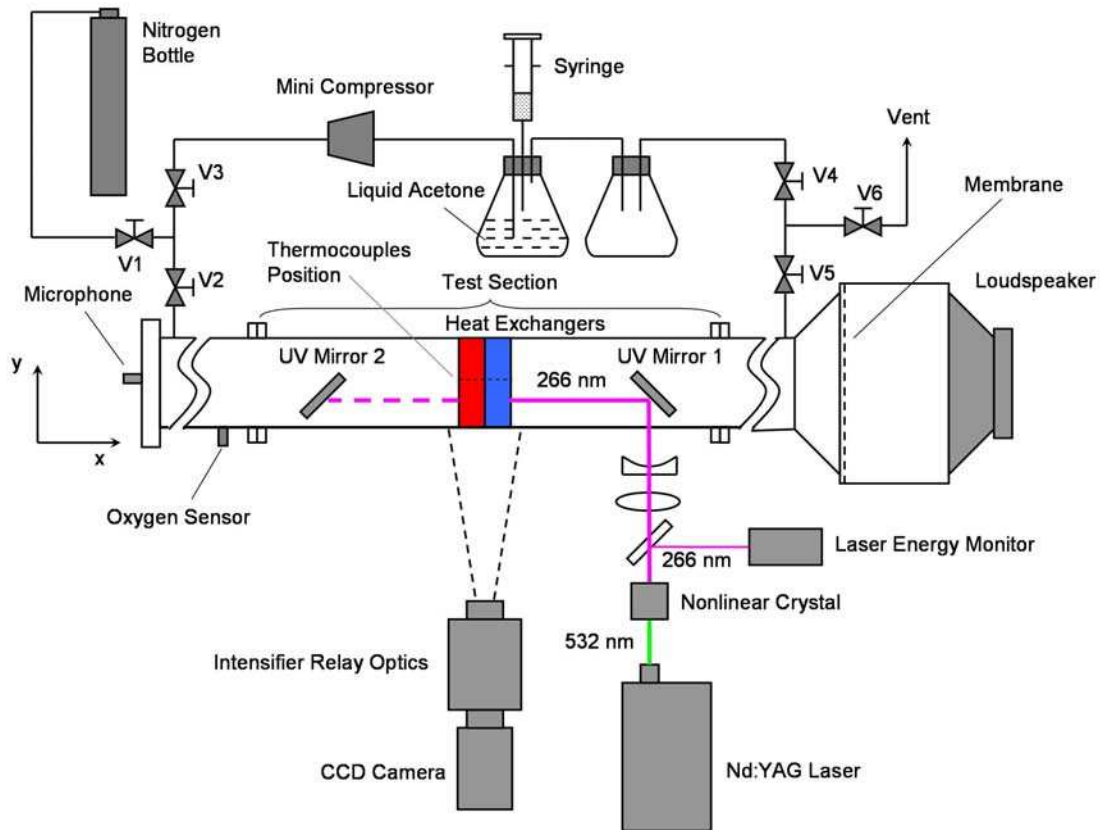 Nitrogen
Bottle
Syringe
Mini Compressor
Vent
V3
V4
V6
Membrane
Liquid Acetone
V1
Thermocouples
Position
V2
V5
Test Section
Loudspeaker
Microphone
Heat Exchangers
y
UV Mirror 2
UV Mirror 1
266 nm
x
Oxygen Sensor
Laser Energy Monitor
266 nm
Nonlinear Crystal
532 nm
Intensifier Relay Optics
CCD Camera
Nd:YAG Laser